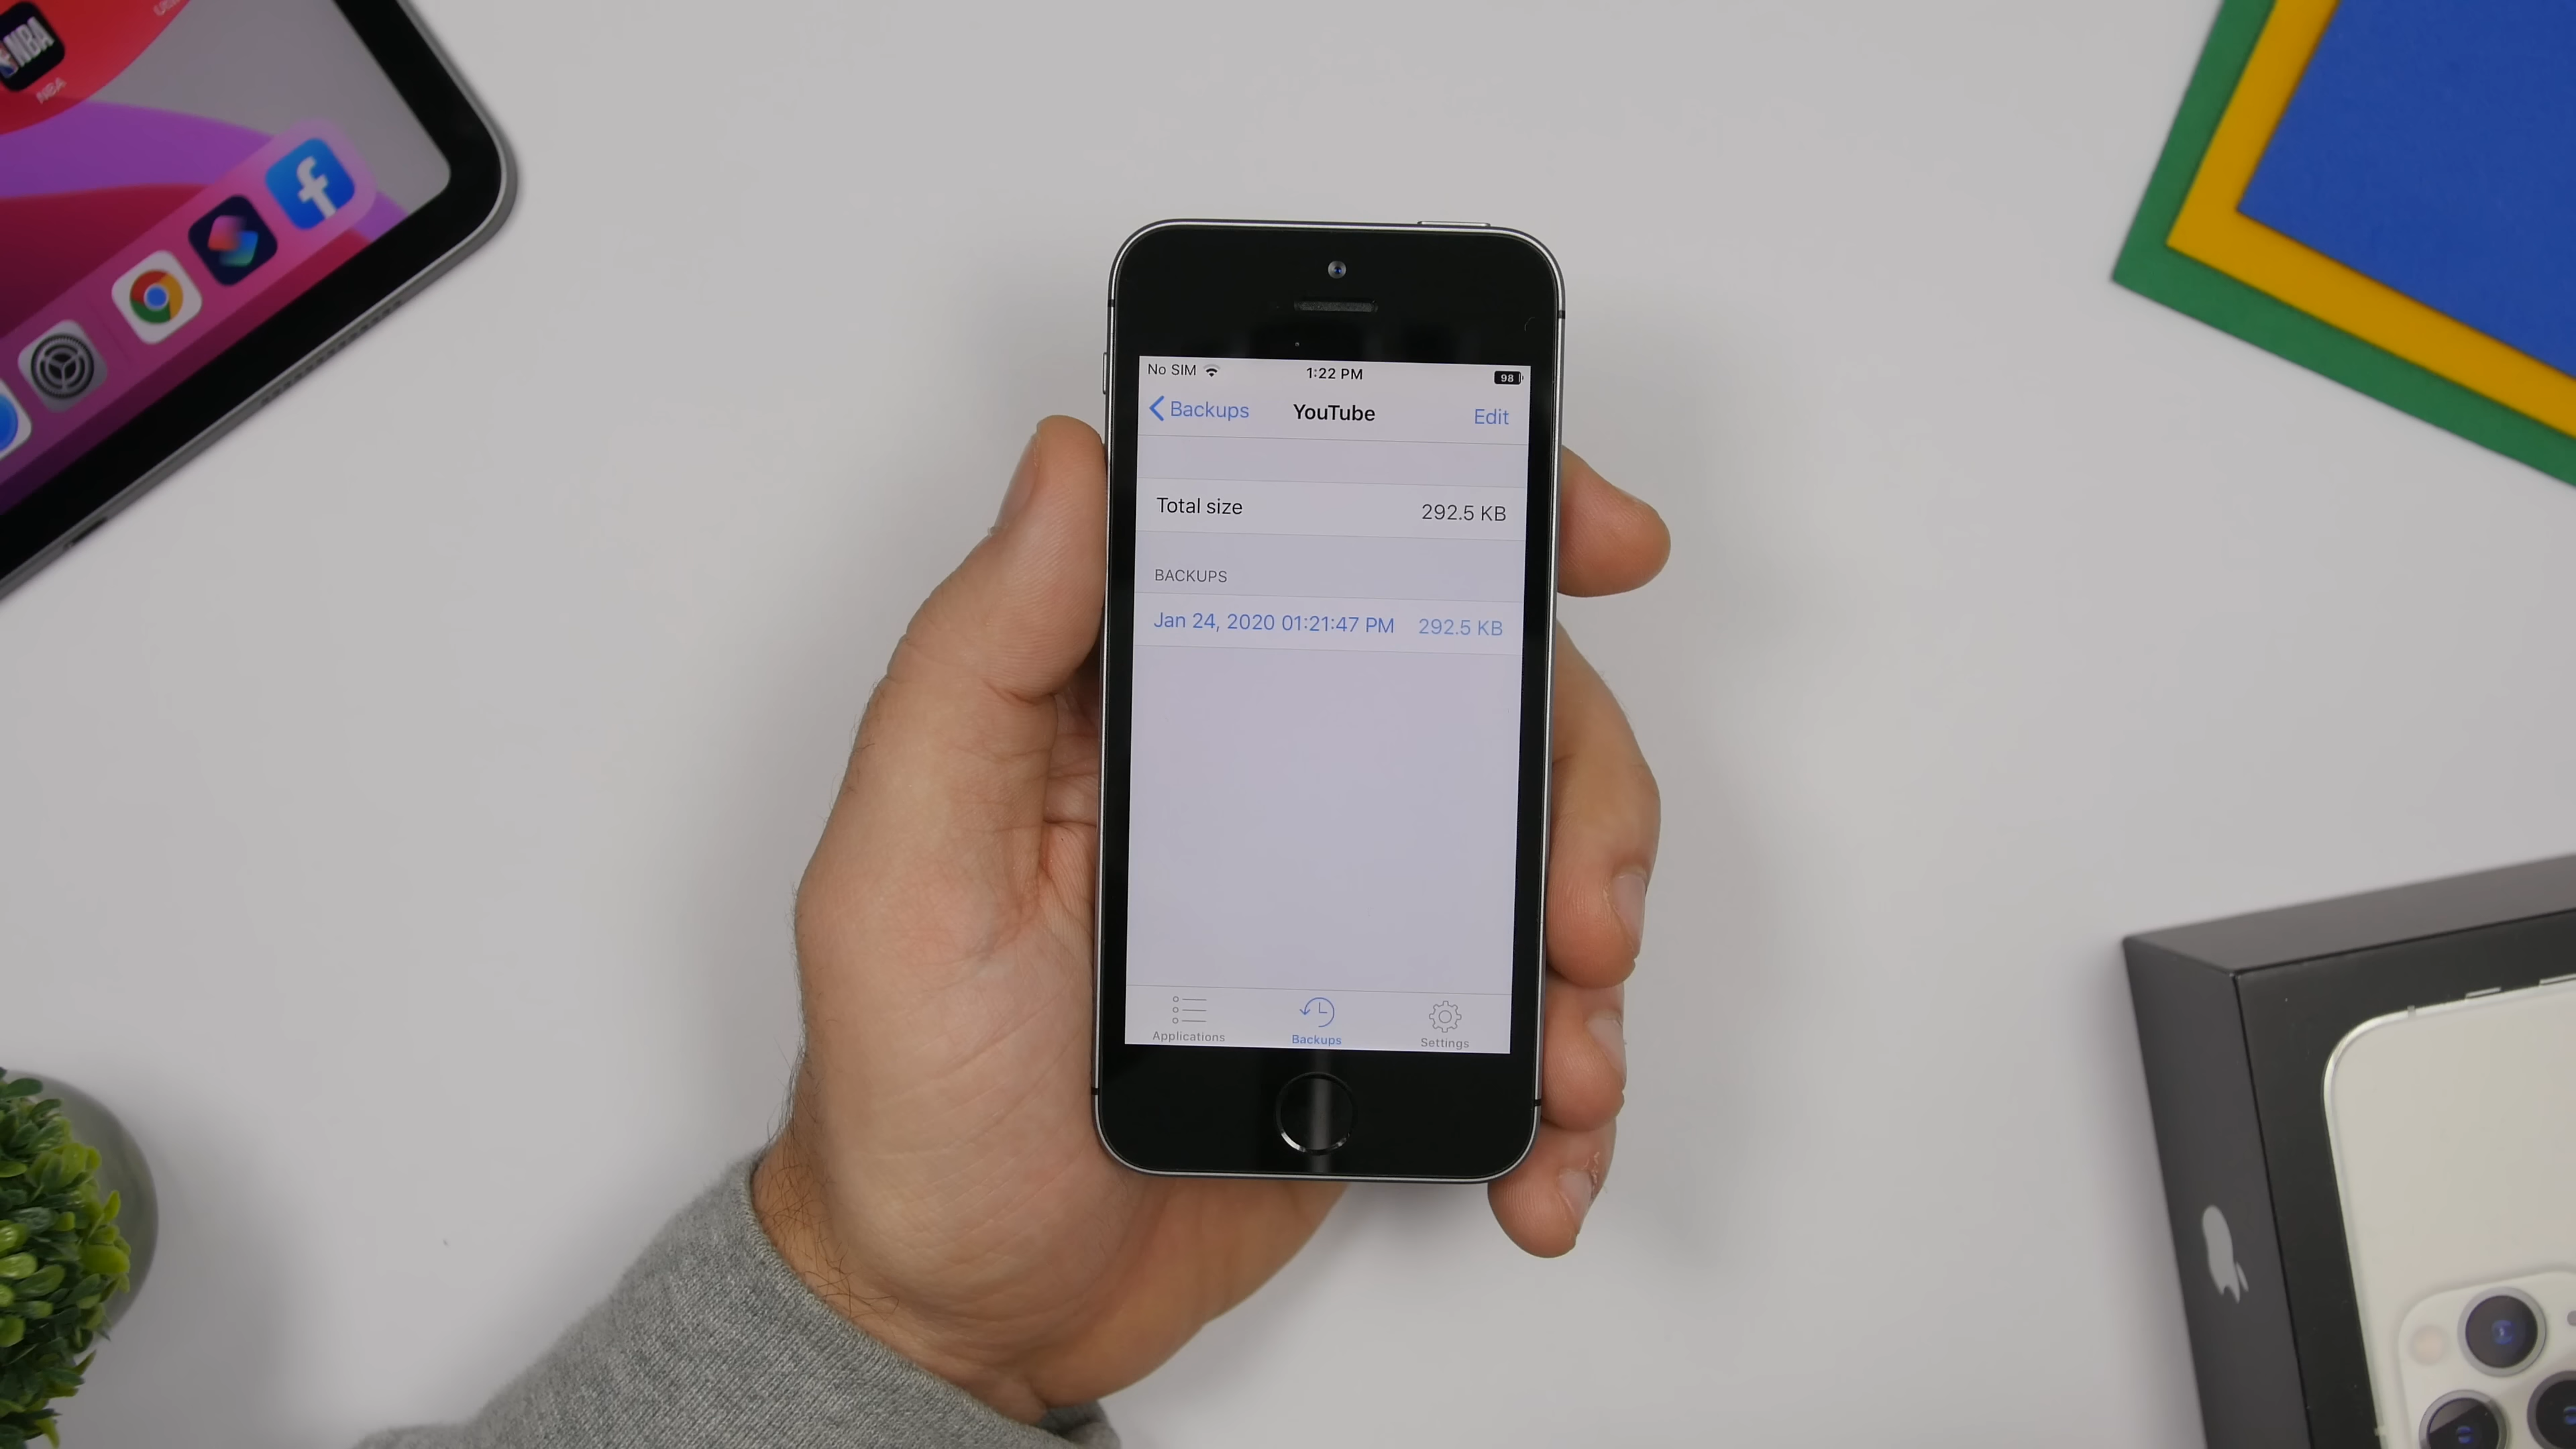 NBA
NBA
No SIM 1:22 PM 98
Backups YouTube Edit
Total size 292.5 KB
BACKUPS
Jan 24, 2020 01:21:47 PM 292.5 KB
Applications Backups Settings